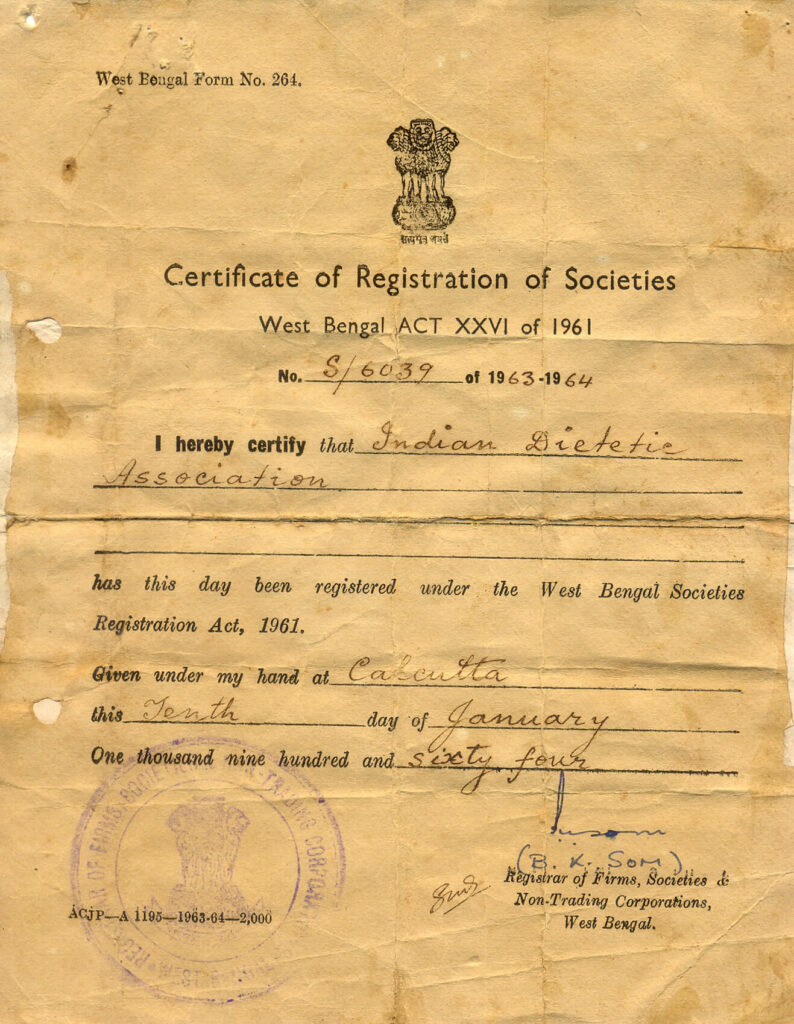 West Bengal Form No. 264.
सत्यमेव जयते
Certificate of Registration of Societies
West Bengal ACT XXVI of 1961
No. S/6039 of 1963-1964
I hereby certify that Indian Dietetic
Association
has this day been registered under the West Bengal Societies
Registration Act, 1961.
Given under my hand at Calcutta
this Tenth day of January
One thousand nine hundred and sixty four
(B. K. SOM)
Registrar of Firms, Societies &
Non-Trading Corporations,
West Bengal.
OF FIRMS, TRADING
ACJP—A 1195—1963-64—2,000